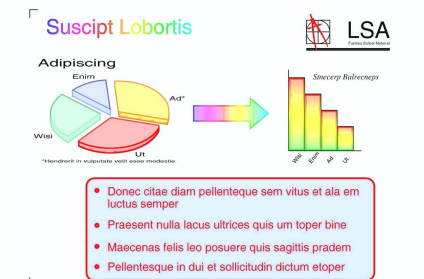 Suscipt Lobortis
LSA
Adipiscing
Enim
Ad*
Wisi
Ut
*Hendrerit in vulputate velit esse modestie
Smecerp Balrecneps
Wisi
Enim
Ad
Ut
Donec citae diam pellenteque sem vitus et ala em
luctus semper
Praesent nulla lacus ultrices quis um toper bine
Maecenas felis leo posuere quis sagittis pradem
Pellentesque in dui et sollicitudin dictum etoper